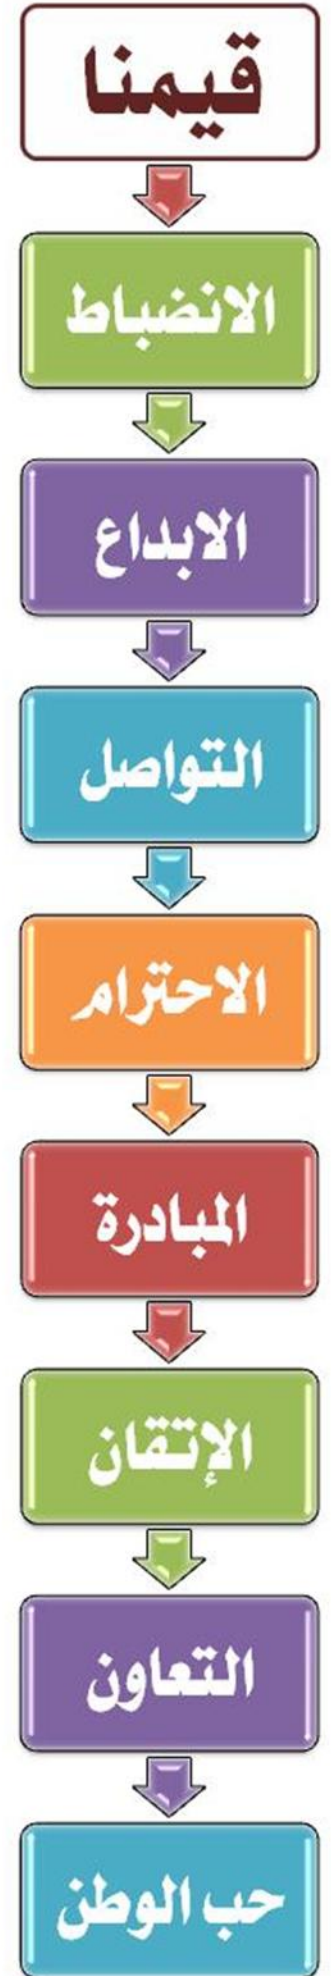 قيمنا
الانضباط
الابداع
التواصل
الاحترام
المبادرة
الإتقان
التعاون
حب الوطن